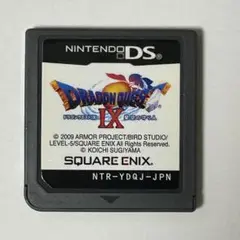 NINTENDO DS
DRAGON QUEST
IX
© 2009 ARMOR PROJECT/BIRD STUDIO/
LEVEL-5/SQUARE ENIX All Rights Reserved.
© KOICHI SUGIYAMA
SQUARE ENIX.
NTR-YDQJ-JPN